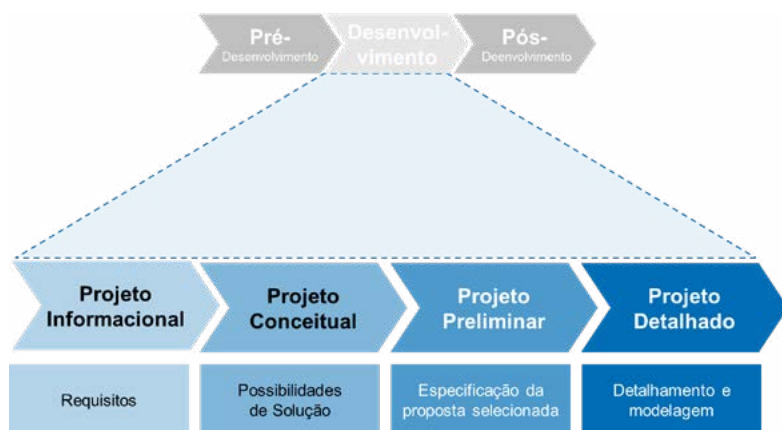 Pré-
Desenvolvimento
Desenvol-
vimento
Pós-
Deenvolvimento
Projeto
Informacional
Projeto
Conceitual
Projeto
Preliminar
Projeto
Detalhado
Requisitos
Possibilidades
de Solução
Especificação da
proposta selecionada
Detalhamento e
modelagem